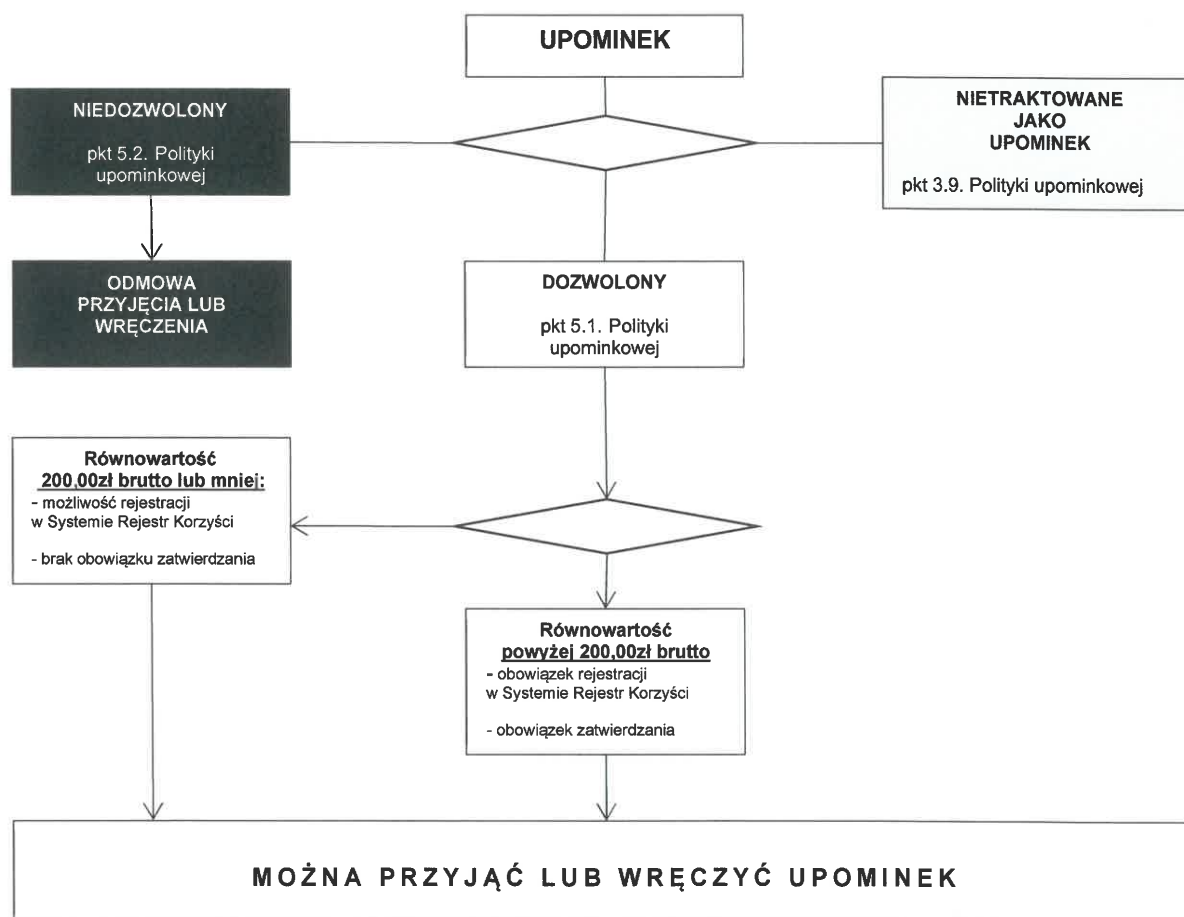 UPOMINEK
NIEDOZWOLONY
pkt 5.2. Polityki
upominkowej
NIETRAKTOWANE
JAKO
UPOMINEK
pkt 3.9. Polityki upominkowej
ODMOWA
PRZYJĘCIA LUB
WRĘCZENIA
DOZWOLONY
pkt 5.1. Polityki
upominkowej
Równowartość
200,00zł brutto lub mniej:
- możliwość rejestracji
w Systemie Rejestr Korzyści
- brak obowiązku zatwierdzania
Równowartość
powyżej 200,00zł brutto
- obowiązek rejestracji
w Systemie Rejestr Korzyści
- obowiązek zatwierdzania
MOŻNA PRZYJĄĆ LUB WRĘCZYĆ UPOMINEK